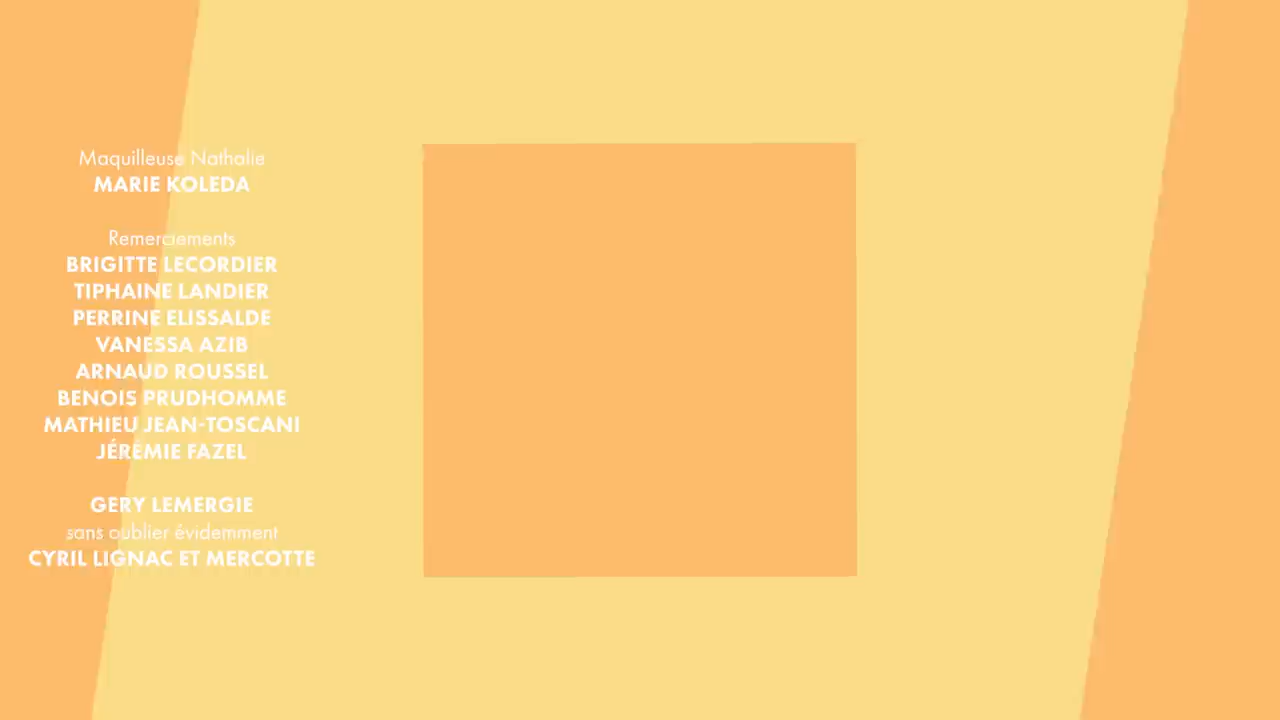 Maquilleuse Nathalie
MARIE KOLEDA
Remerciements
BRIGITTE LECORDIER
TIPHAINE LANDIER
PERRINE ELISSALDE
VANESSA AZIB
ARNAUD ROUSSEL
BENOIS PRUDHOMME
MATHIEU JEAN-TOSCANI
JÉREMIE FAZEL
GERY LEMERGIE
sans oublier évidemment
CYRIL LIGNAC ET MERCOTTE